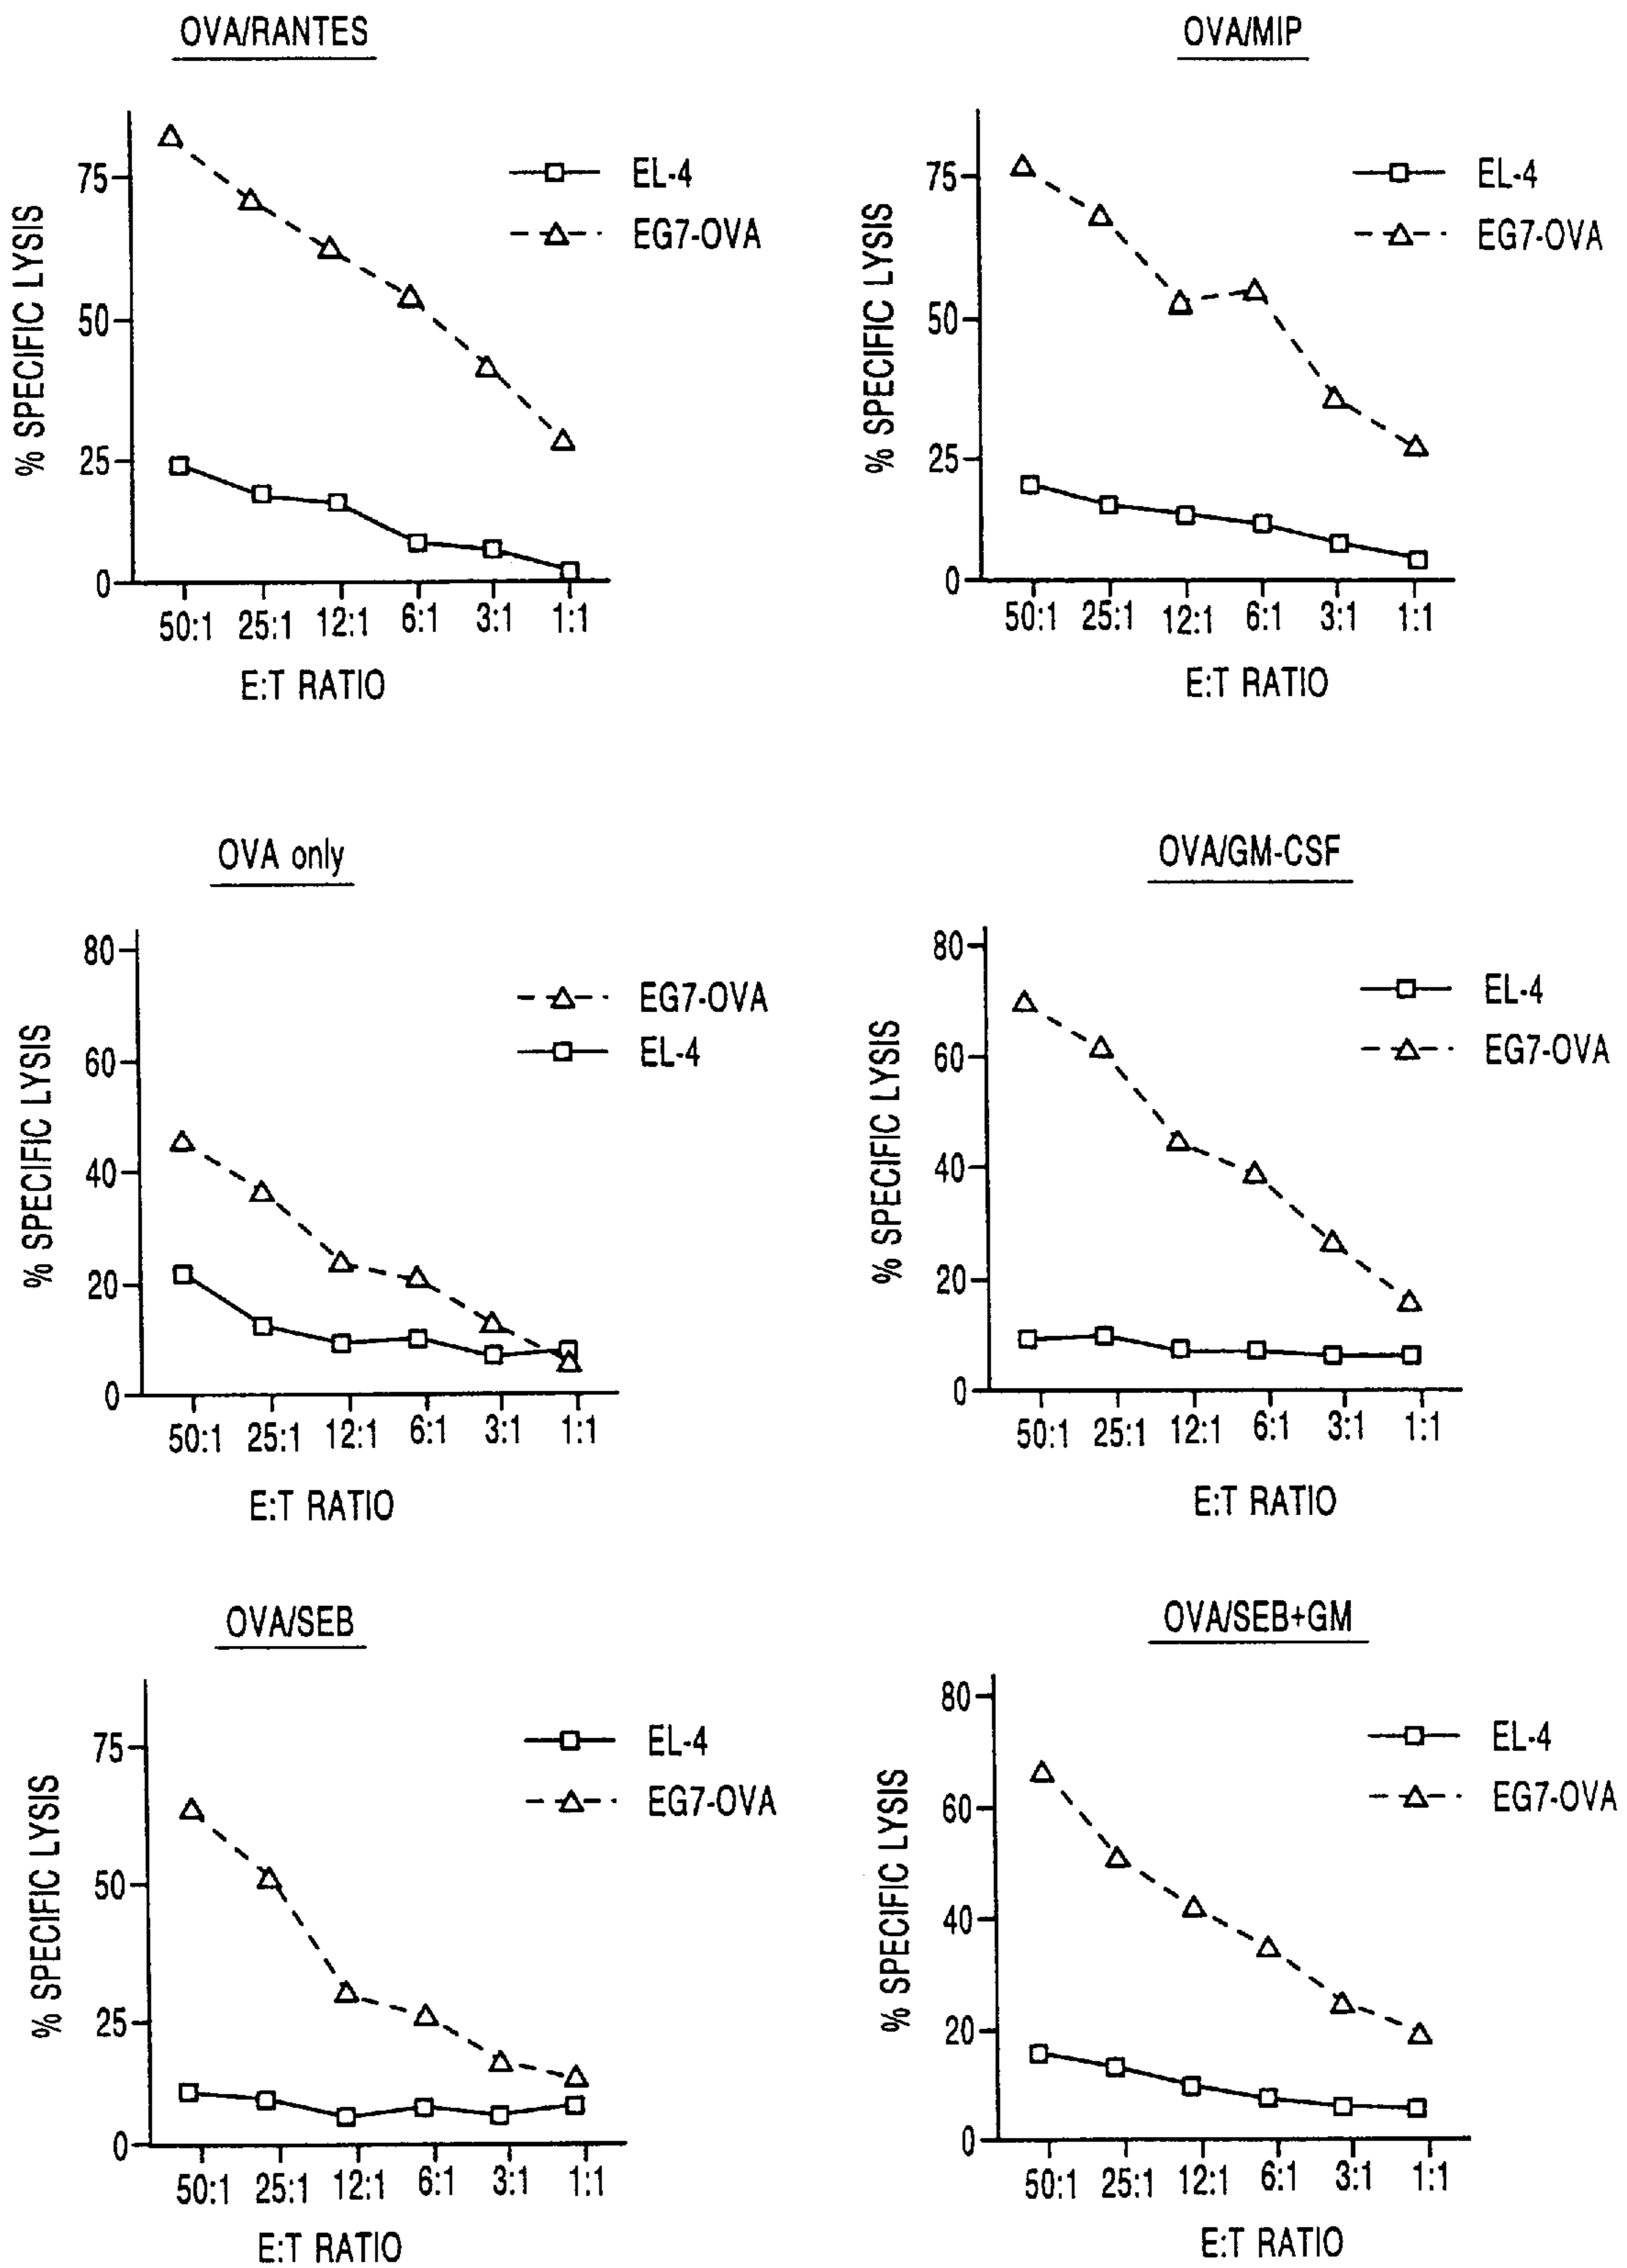 OVA/RANTES
% SPECIFIC LYSIS
75
50
25
0
EL-4
EG7-OVA
50:1 25:1 12:1 6:1 3:1 1:1
E:T RATIO
OVA/MIP
% SPECIFIC LYSIS
75
50
25
0
EL-4
EG7-OVA
50:1 25:1 12:1 6:1 3:1 1:1
E:T RATIO
OVA only
% SPECIFIC LYSIS
80
60
40
20
0
EG7-OVA
EL-4
50:1 25:1 12:1 6:1 3:1 1:1
E:T RATIO
OVA/GM-CSF
% SPECIFIC LYSIS
80
60
40
20
0
EL-4
EG7-OVA
50:1 25:1 12:1 6:1 3:1 1:1
E:T RATIO
OVA/SEB
% SPECIFIC LYSIS
75
50
25
0
EL-4
EG7-OVA
50:1 25:1 12:1 6:1 3:1 1:1
E:T RATIO
OVA/SEB+GM
% SPECIFIC LYSIS
80
60
40
20
0
EL-4
EG7-OVA
50:1 25:1 12:1 6:1 3:1 1:1
E:T RATIO